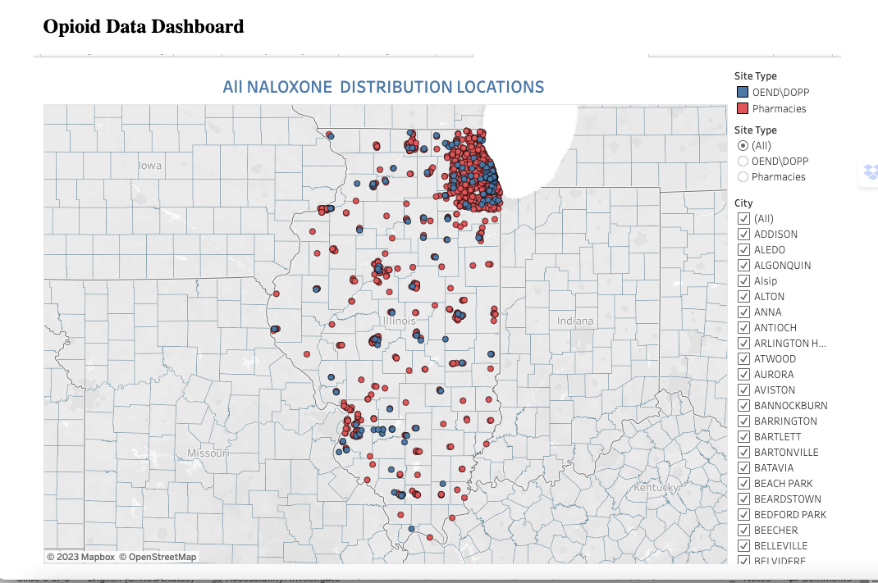 Opioid Data Dashboard
All NALOXONE DISTRIBUTION LOCATIONS
Site Type
OEND\DOPP
Pharmacies
Site Type
(All)
OEND\DOPP
Pharmacies
City
(All)
ADDISON
ALEDO
ALGONQUIN
Alsip
ALTON
ANNA
ANTIOCH
ARLINGTON H...
ATWOOD
AURORA
AVISTON
BANNOCKBURN
BARRINGTON
BARTLETT
BARTONVILLE
BATAVIA
BEACH PARK
BEARDSTOWN
BEDFORD PARK
BEECHER
BELLEVILLE
BELVIDERE
Iowa
Illinois
Indiana
Missouri
Kentucky
© 2023 Mapbox © OpenStreetMap